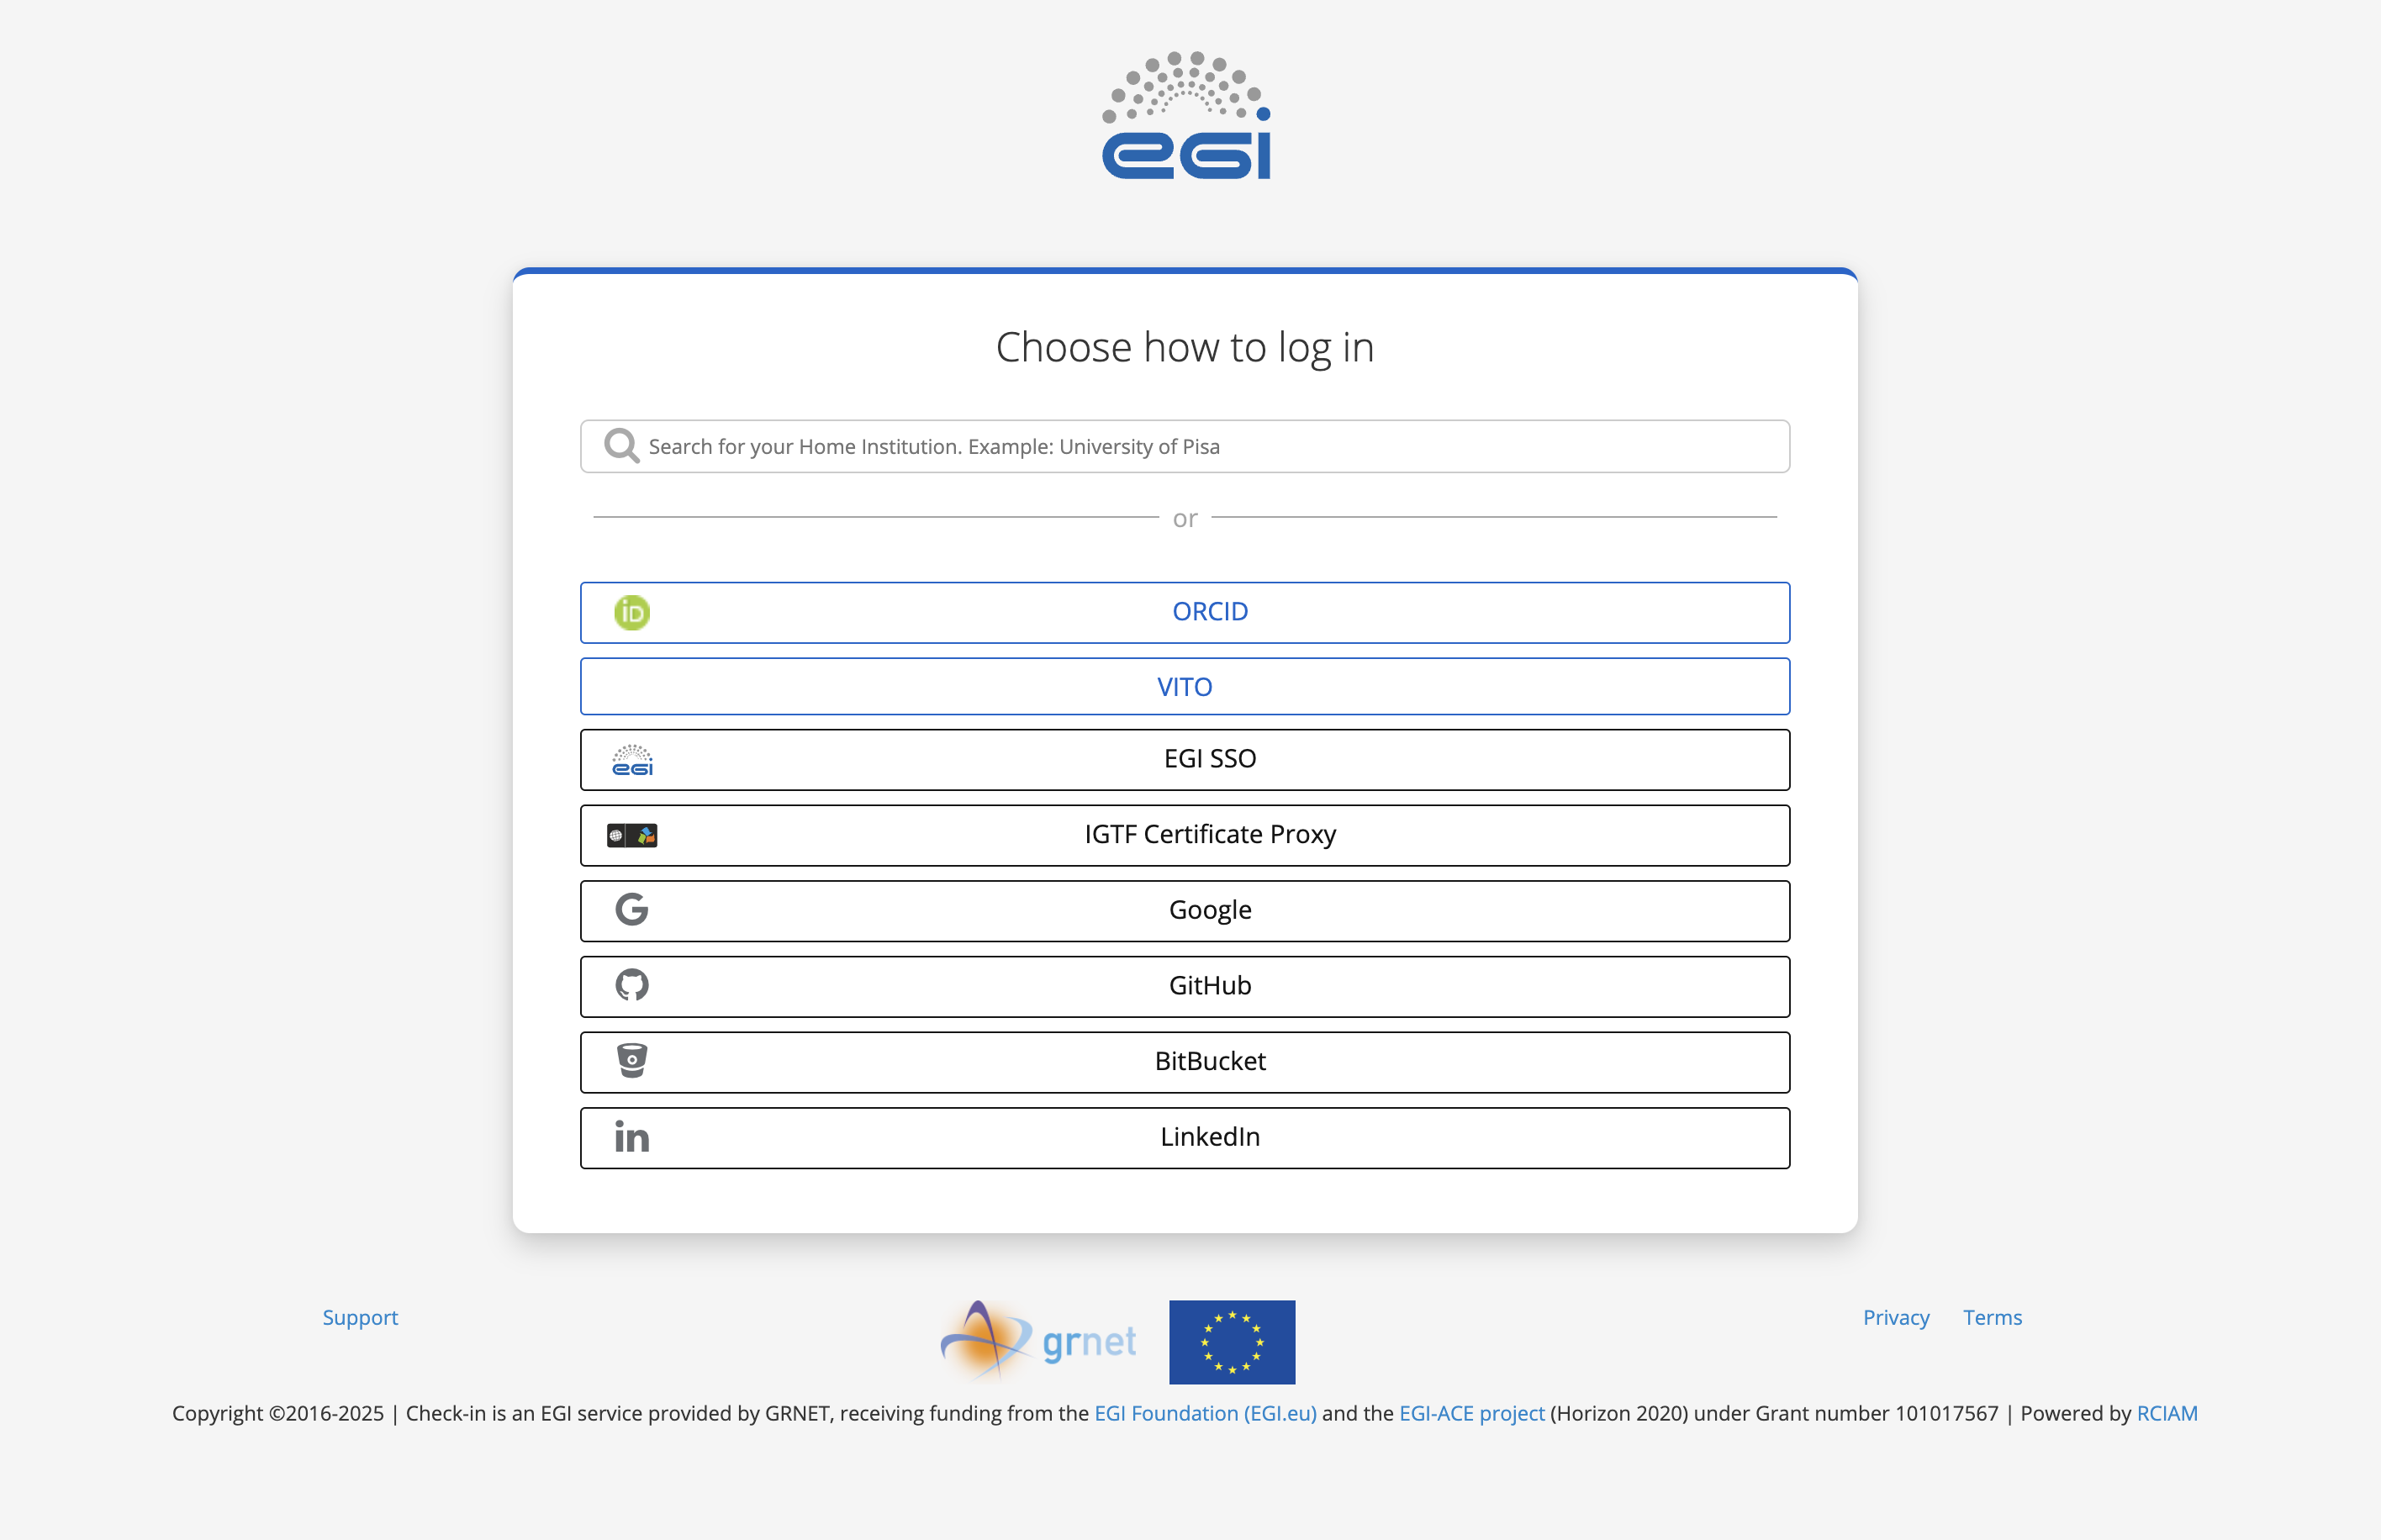 egi
Choose how to log in
Search for your Home Institution. Example: University of Pisa
or
iD ORCID
VITO
egi EGI SSO
IGTF Certificate Proxy
G Google
GitHub
BitBucket
in LinkedIn
Support
grnet
Privacy Terms
Copyright ©2016-2025 | Check-in is an EGI service provided by GRNET, receiving funding from the EGI Foundation (EGI.eu) and the EGI-ACE project (Horizon 2020) under Grant number 101017567 | Powered by RCIAM